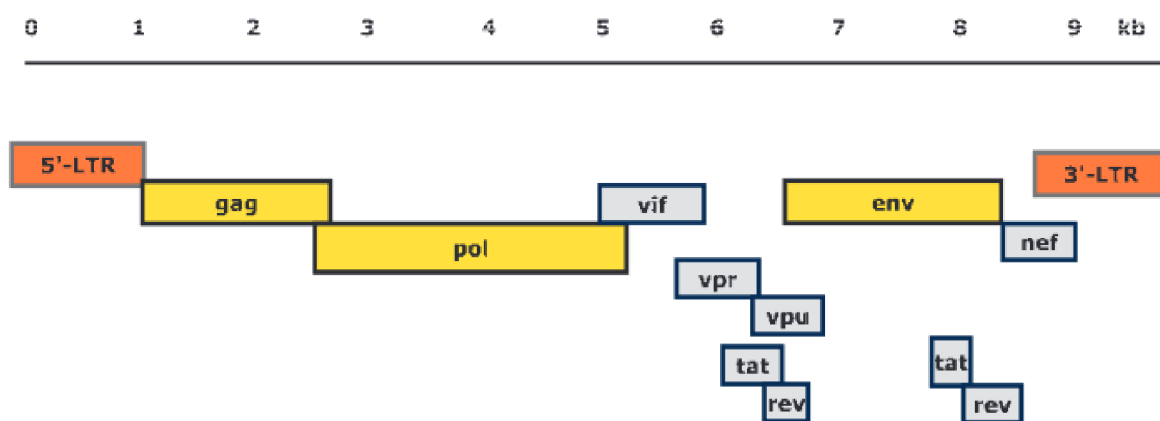 0 1 2 3 4 5 6 7 8 9 kb
5'-LTR
3'-LTR
gag
vif
env
pol
nef
vpr
vpu
tat
tat
rev
rev